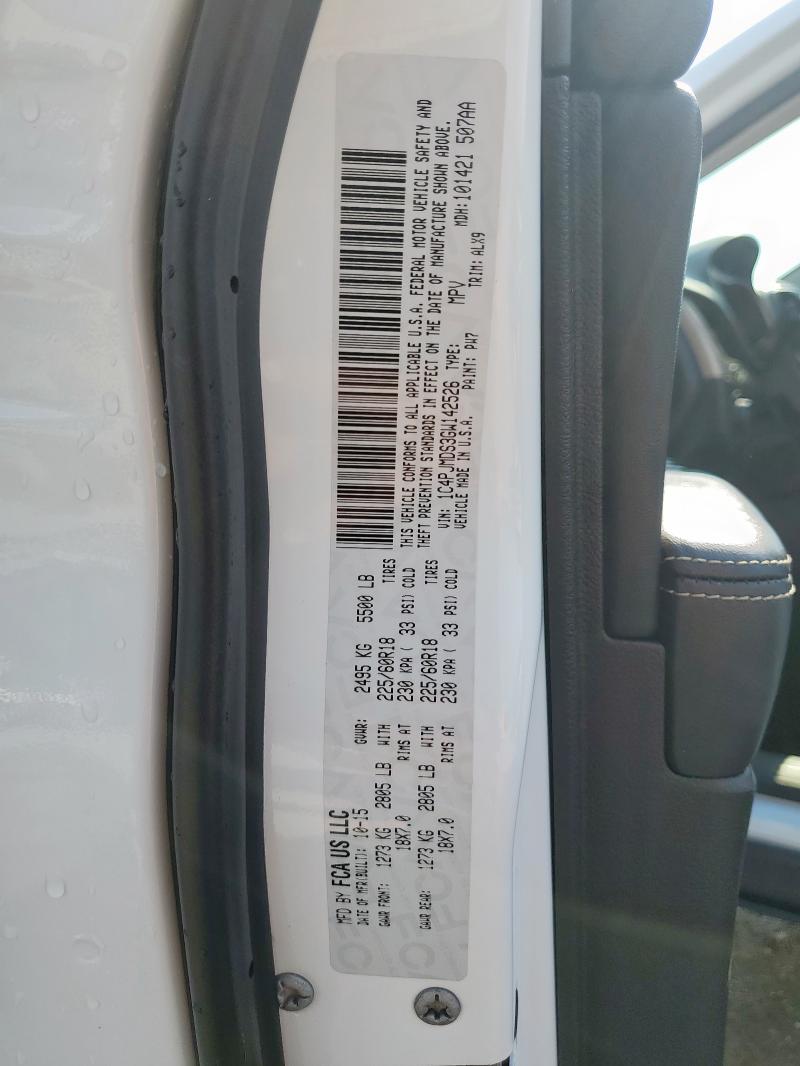 MFD BY FCA US LLC
DATE OF MFR(BUILT): 10-15 GVWR: 2495 KG 5500 LB
GAWR FRONT: 1273 KG 2805 LB WITH 225/60R18 TIRES
18X7.0 RIMS AT 230 KPA ( 33 PSI) COLD
GAWR REAR: 1273 KG 2805 LB WITH 225/60R18 TIRES
18X7.0 RIMS AT 230 KPA ( 33 PSI) COLD
THIS VEHICLE CONFORMS TO ALL APPLICABLE U.S.A. FEDERAL MOTOR VEHICLE SAFETY AND
THEFT PREVENTION STANDARDS IN EFFECT ON THE DATE OF MANUFACTURE SHOWN ABOVE.
VIN: 1C4PJMDS3GW142526 TYPE: MPV MDH:101421 507AA
VEHICLE MADE IN U.S.A. PAINT: PW7 TRIM: ALX9